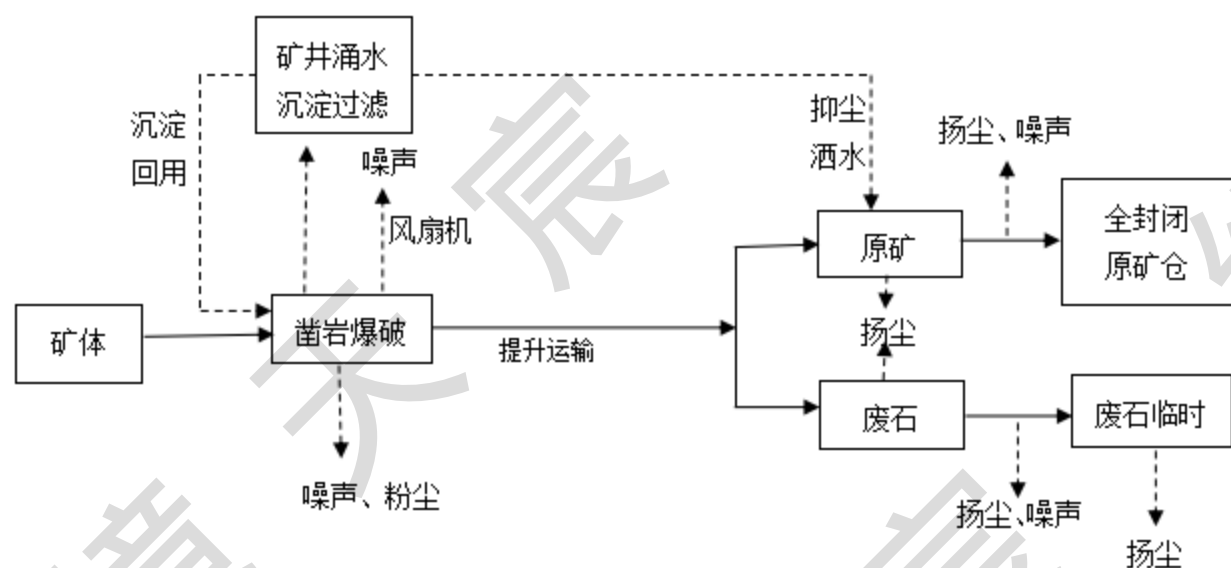 矿井涌水
沉淀过滤
沉淀
回用
噪声
风扇机
抑尘
洒水
扬尘、噪声
全封闭
原矿仓
原矿
矿体
凿岩爆破
提升运输
扬尘
废石
废石临时
噪声、粉尘
扬尘、噪声
扬尘
天宸